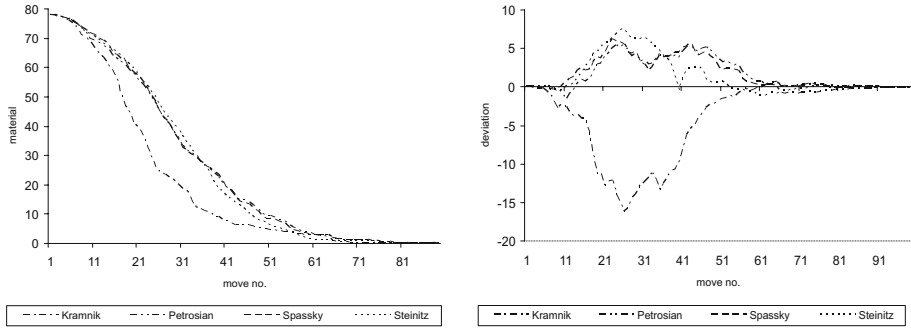 80
70
60
50
40
30
20
10
0
material
1 11 21 31 41 51 61 71 81
move no.
Kramnik Petrosian Spassky Steinitz
10
5
0
-5
-10
-15
-20
deviation
1 11 21 31 41 51 61 71 81 91
move no.
Kramnik Petrosian Spassky Steinitz